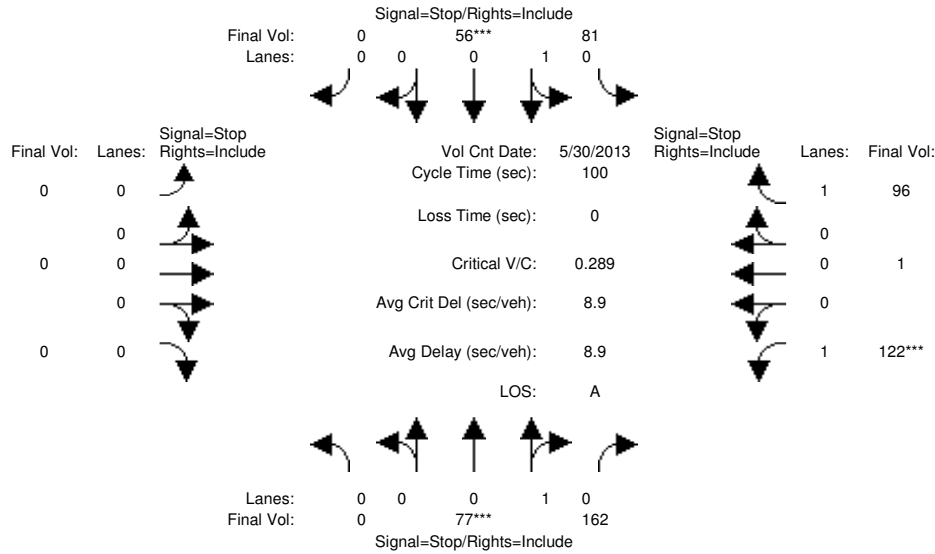 Signal=Stop/Rights=Include
Final Vol: 0 56*** 81
Lanes: 0 0 0 1 0
Signal=Stop Signal=Stop
Final Vol: Lanes: Rights=Include Vol Cnt Date: 5/30/2013 Rights=Include Lanes: Final Vol:
Cycle Time (sec): 100
0 0 1 96
Loss Time (sec): 0
0 0
0 0 Critical V/C: 0.289 0 1
0 Avg Crit Del (sec/veh): 8.9 0
0 0 Avg Delay (sec/veh): 8.9 1 122***
LOS: A
Lanes: 0 0 0 1 0
Final Vol: 0 77*** 162
Signal=Stop/Rights=Include